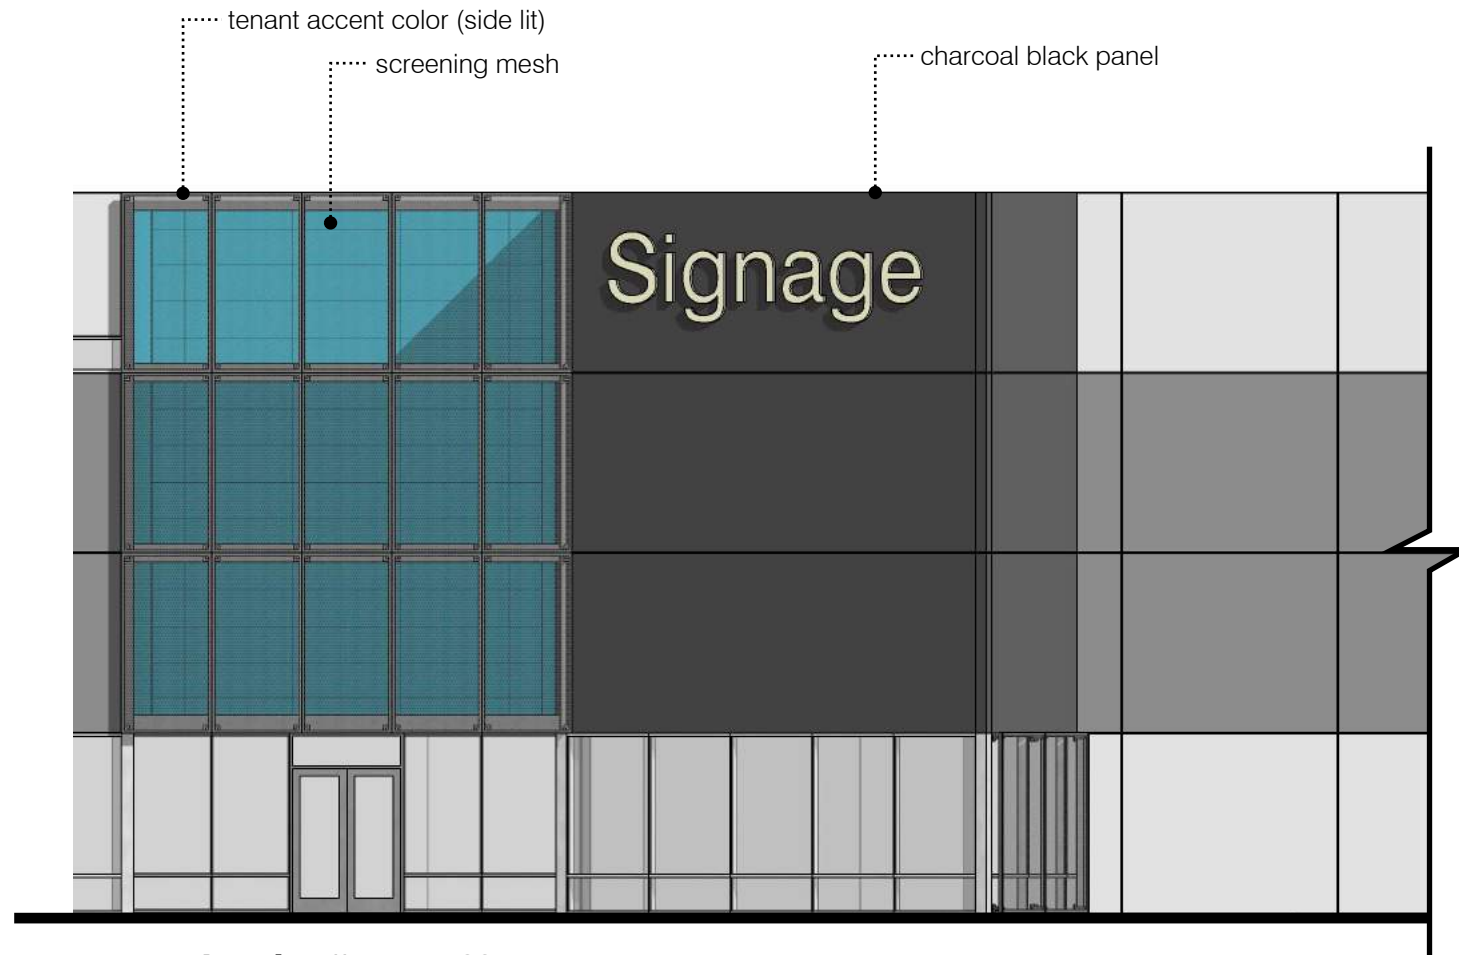 tenant accent color (side lit)
screening mesh
charcoal black panel
Signage